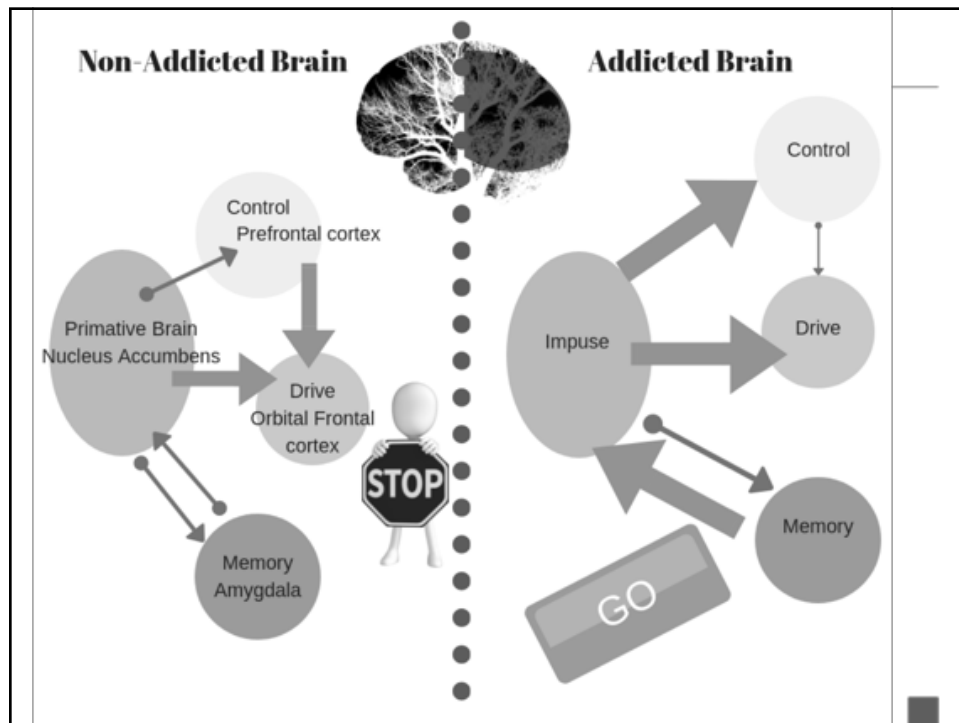 Non-Addicted Brain
Addicted Brain
Control
Prefrontal cortex
Primative Brain
Nucleus Accumbens
Drive
Orbital Frontal
cortex
STOP
Memory
Amygdala
Control
Impuse
Drive
Memory
GO